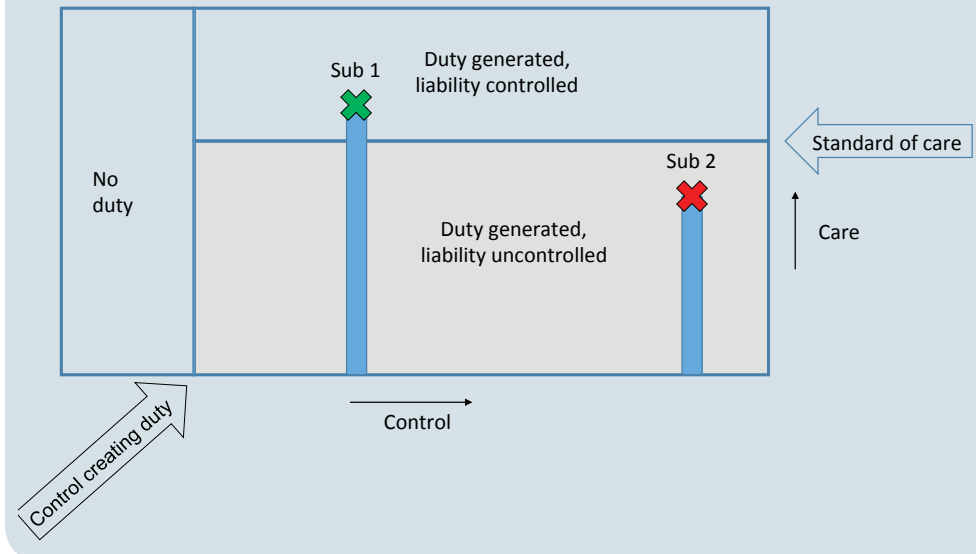 Duty generated,
liability controlled
Sub 1
Standard of care
Sub 2
No
duty
Duty generated,
liability uncontrolled
Care
Control
Control creating duty